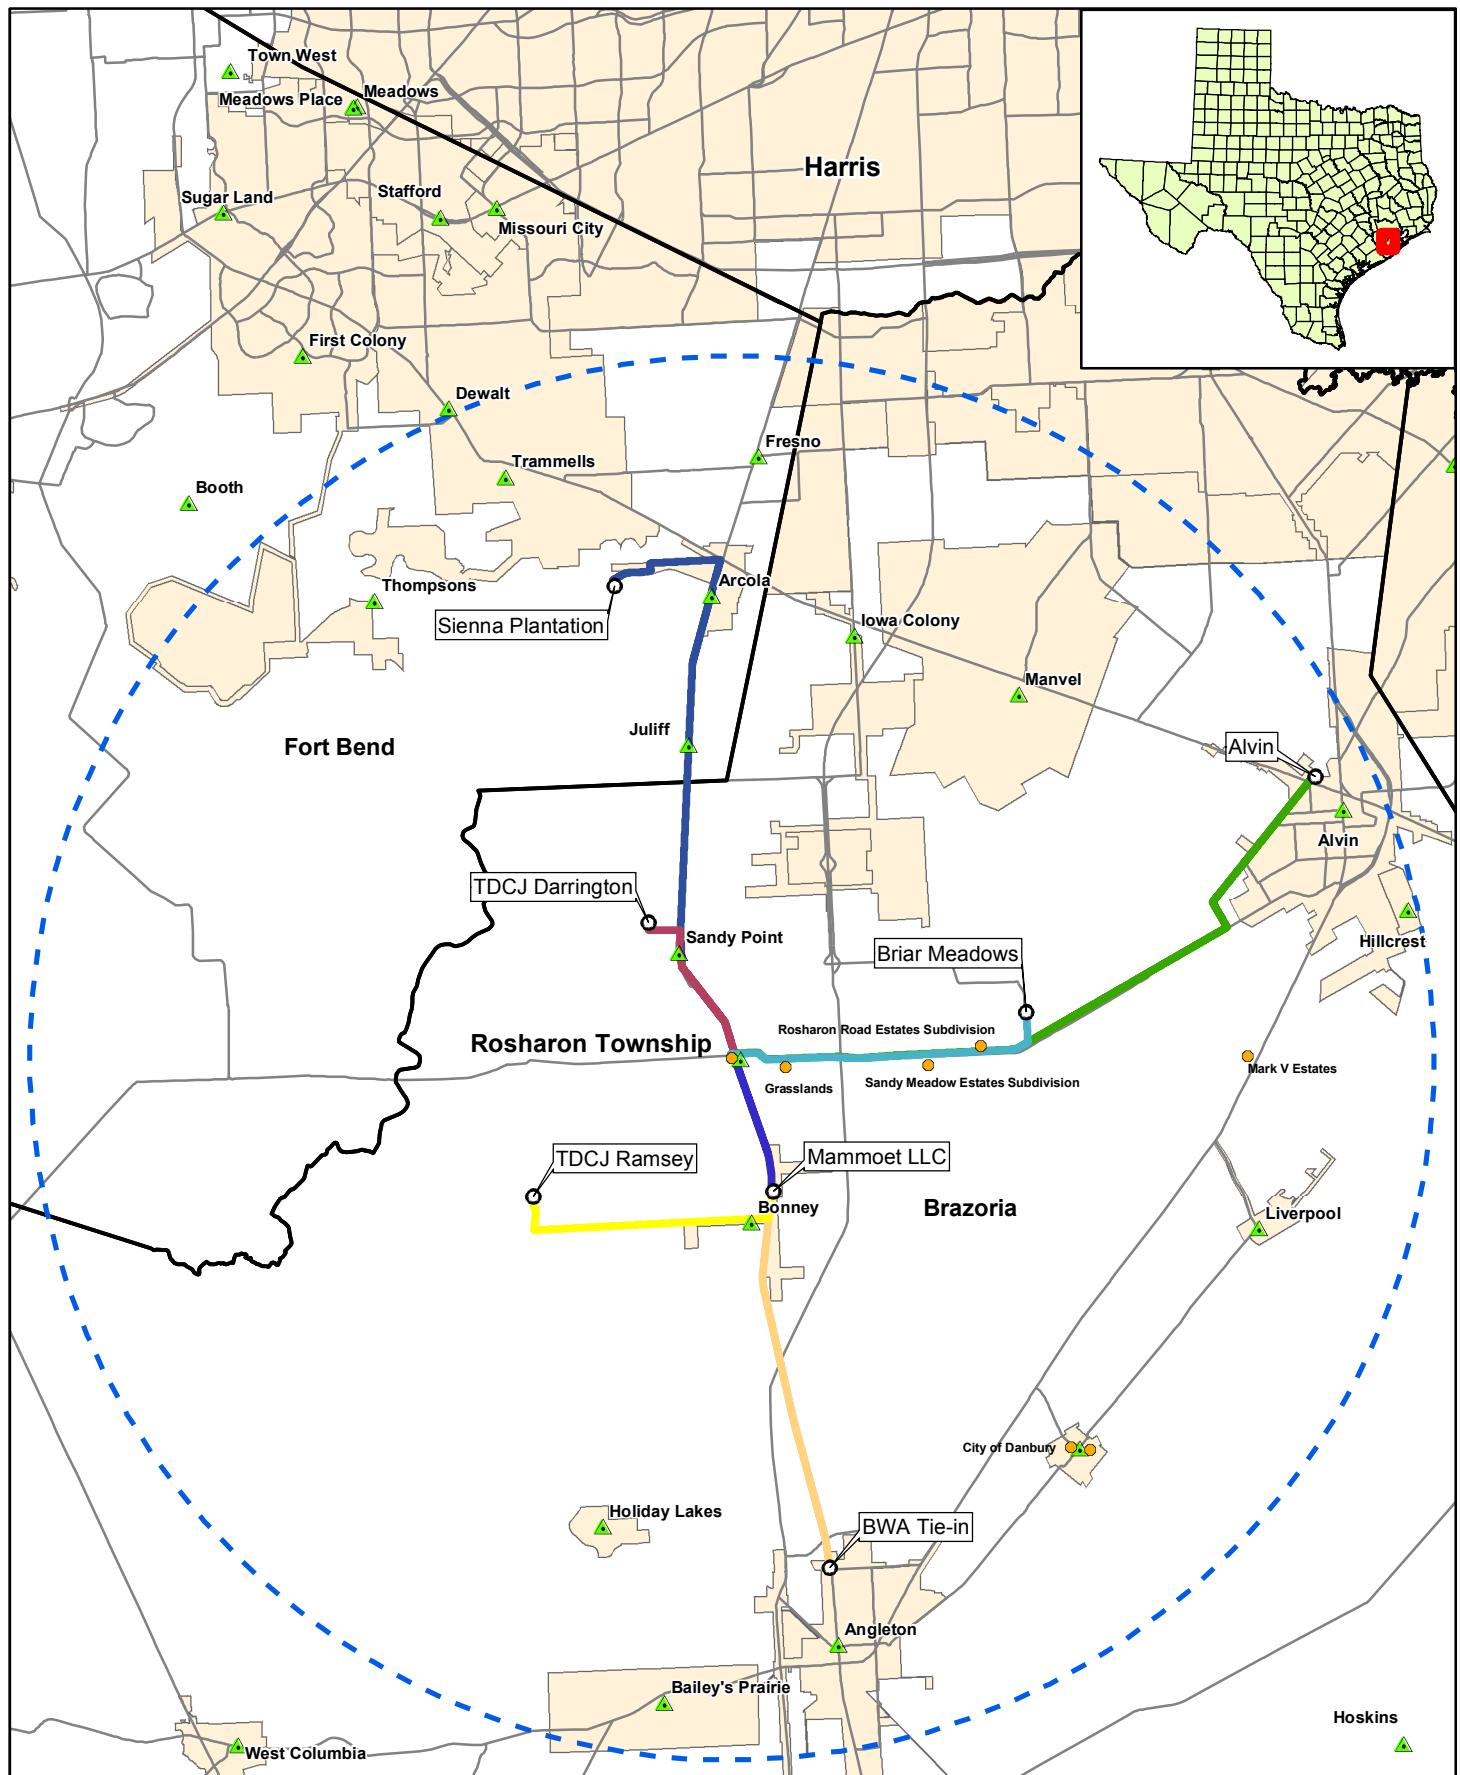 Town West
Meadows Place
Meadows
Harris
Sugar Land
Stafford
Missouri City
First Colony
Dewalt
Fresno
Trammells
Booth
Thompsons
Arcola
Sienna Plantation
Iowa Colony
Manvel
Juliff
Fort Bend
Alvin
Alvin
TDCJ Darrington
Sandy Point
Briar Meadows
Hillcrest
Rosharon Township
Rosharon Road Estates Subdivision
Grasslands
Sandy Meadow Estates Subdivision
Mark V Estates
TDCJ Ramsey
Mammoet LLC
Bonney
Brazoria
Liverpool
City of Danbury
Holiday Lakes
BWA Tie-in
Angleton
Bailey's Prairie
Hoskins
West Columbia